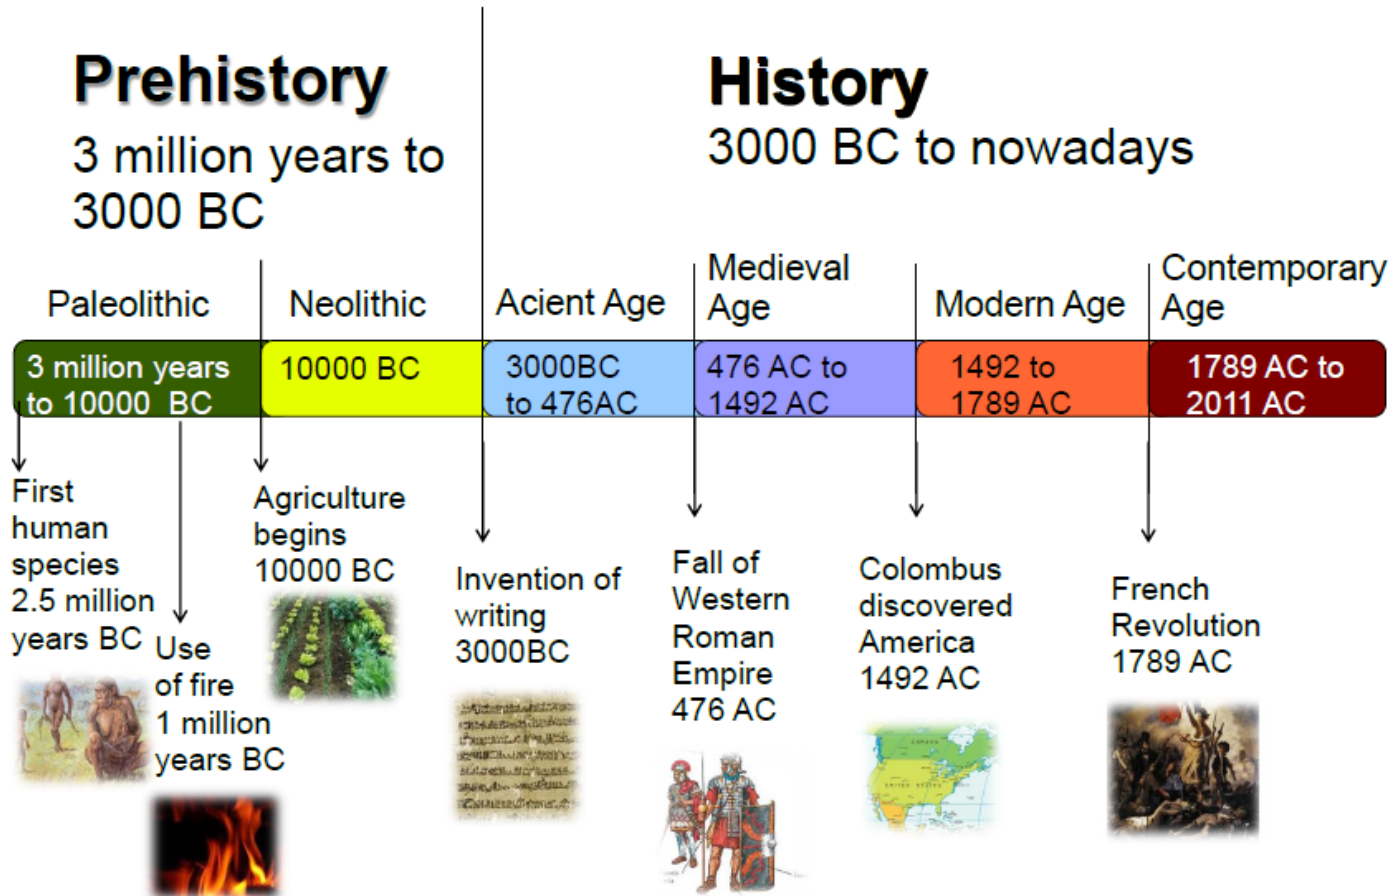 Prehistory
3 million years to
3000 BC
History
3000 BC to nowadays
Paleolithic
Neolithic
Acient Age
Medieval
Age
Modern Age
Contemporary
Age
3 million years
to 10000 BC
10000 BC
3000BC
to 476AC
476 AC to
1492 AC
1492 to
1789 AC
1789 AC to
2011 AC
First
human
species
2.5 million
years BC
Use
of fire
1 million
years BC
Agriculture
begins
10000 BC
Invention of
writing
3000BC
Fall of
Western
Roman
Empire
476 AC
Colombus
discovered
America
1492 AC
French
Revolution
1789 AC
CANADA
UNITED STATES